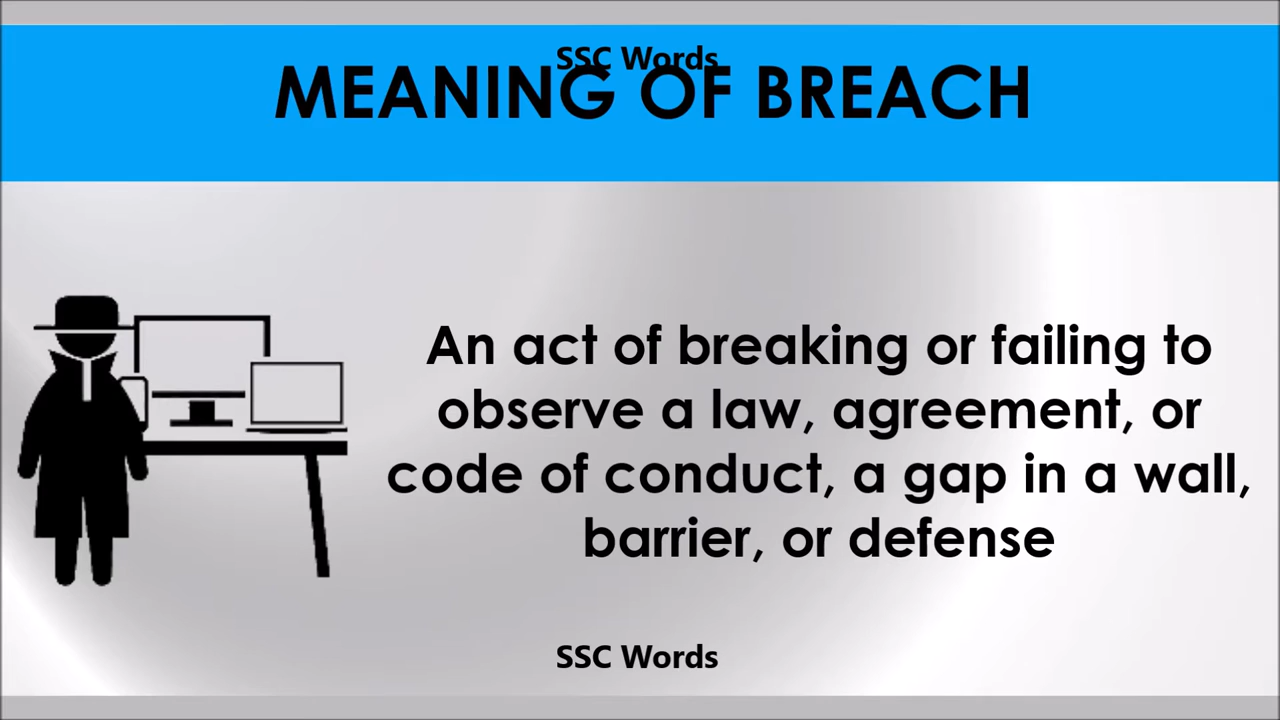 SSC Words
MEANING OF BREACH
An act of breaking or failing to
observe a law, agreement, or
code of conduct, a gap in a wall,
barrier, or defense
SSC Words